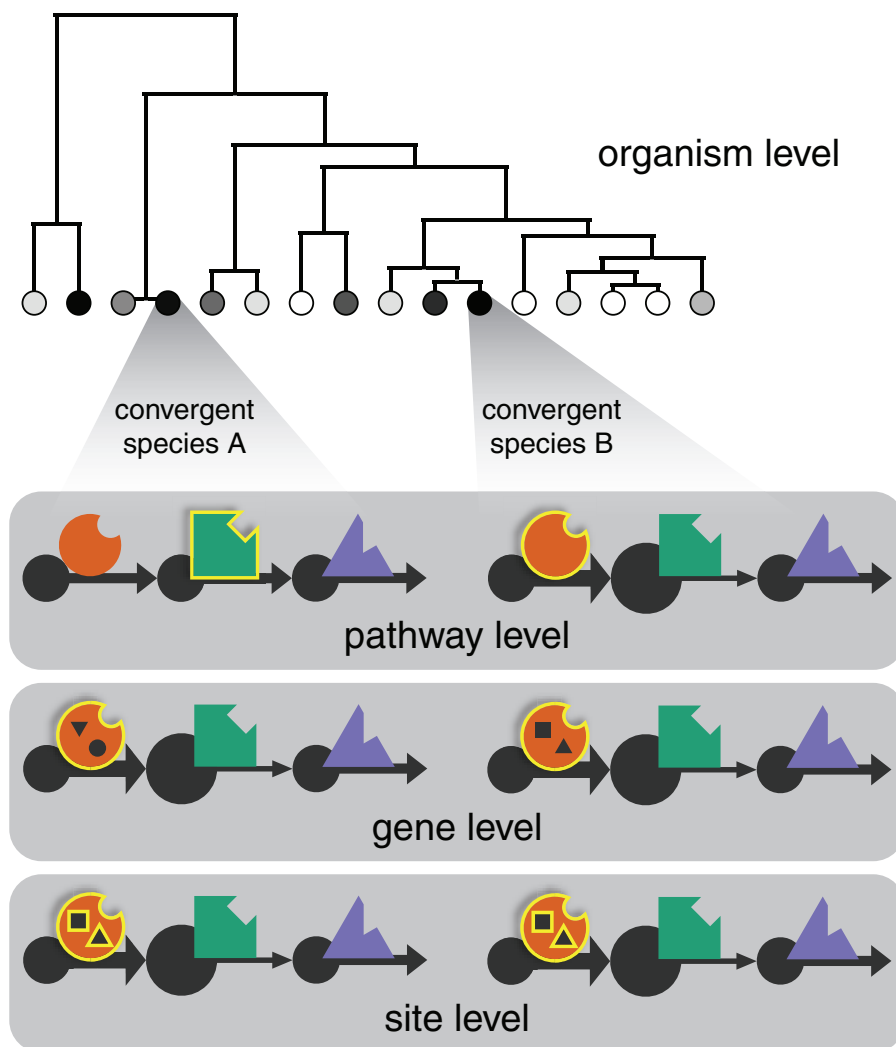 organism level
convergent
species A
convergent
species B
pathway level
gene level
site level